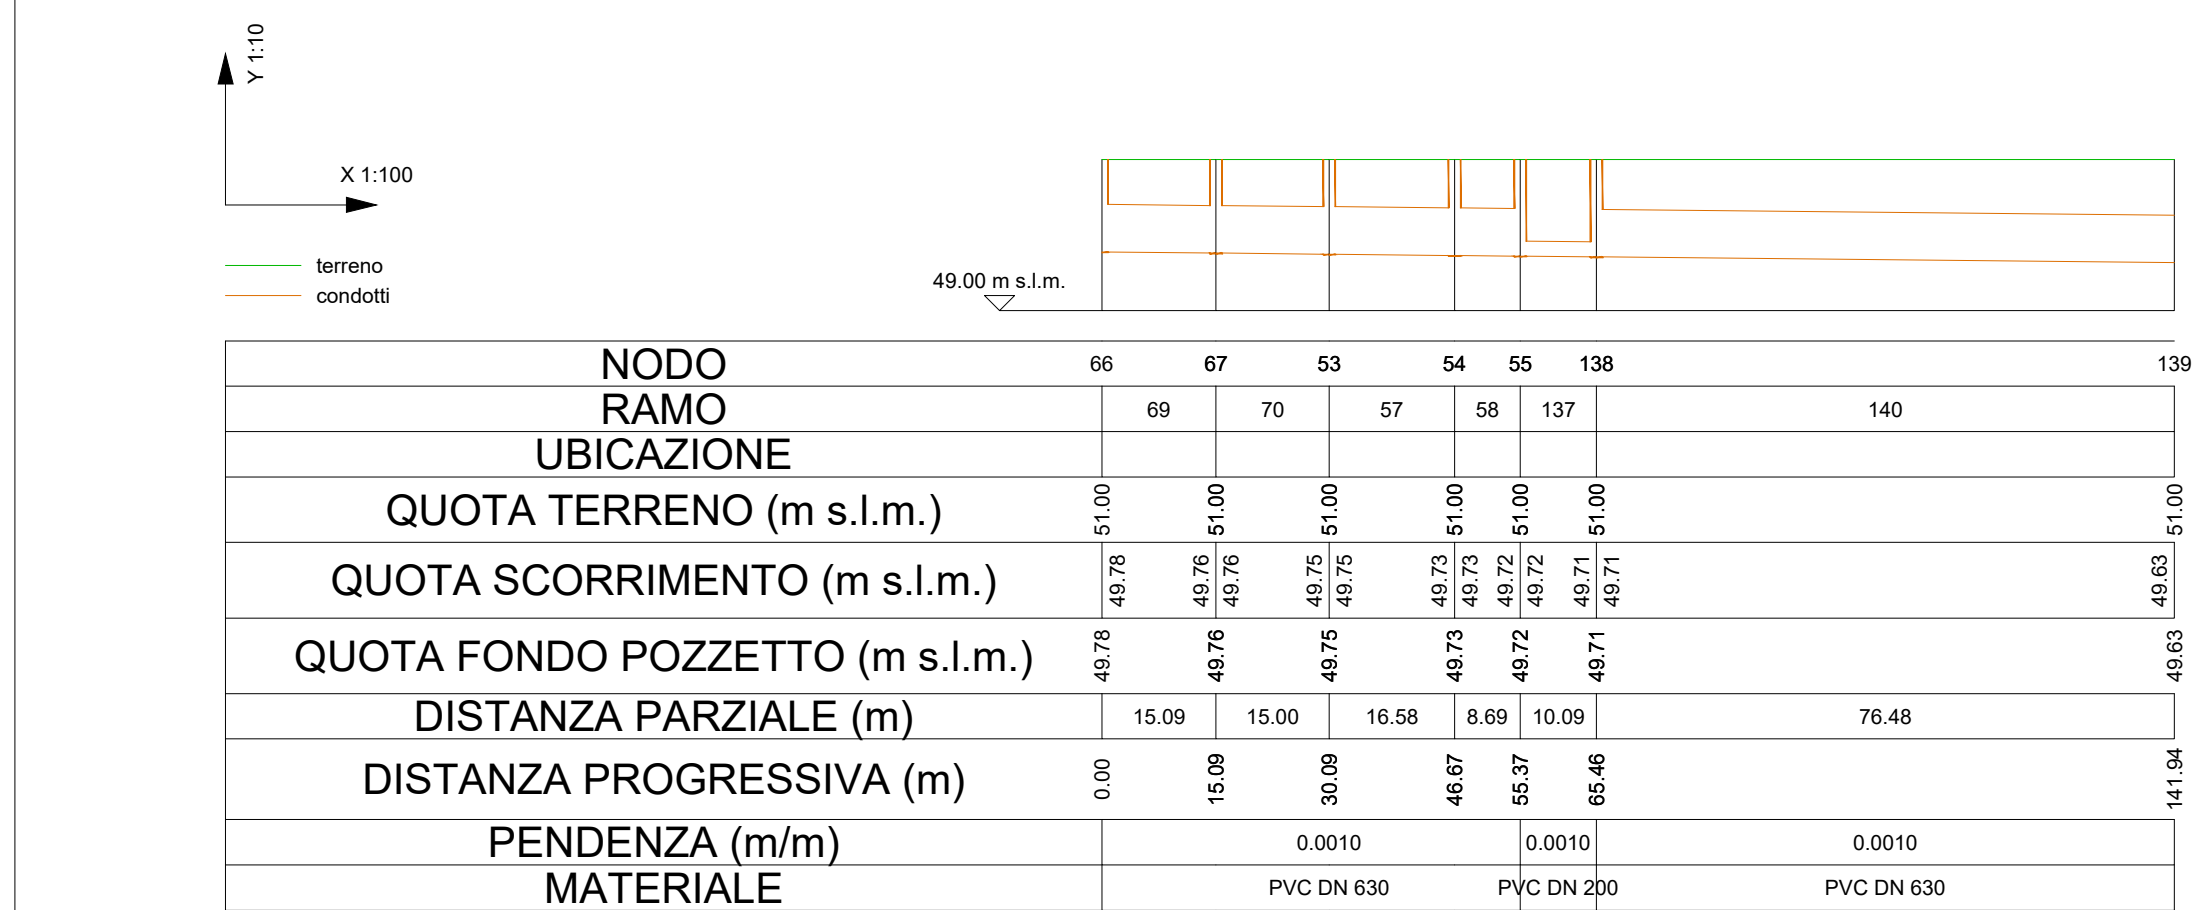 Y 1:10
X 1:100
terreno
condotti
49.00 m s.l.m.
NODO 66 67 53 54 55 138 139
RAMO 69 70 57 58 137 140
UBICAZIONE
QUOTA TERRENO (m s.l.m.) 51.00 51.00 51.00 51.00 51.00 51.00 51.00
QUOTA SCORRIMENTO (m s.l.m.) 49.78 49.76 49.76 49.75 49.75 49.73 49.73 49.72 49.72 49.71 49.71 49.63
QUOTA FONDO POZZETTO (m s.l.m.) 49.78 49.76 49.75 49.73 49.72 49.71 49.63
DISTANZA PARZIALE (m) 15.09 15.00 16.58 8.69 10.09 76.48
DISTANZA PROGRESSIVA (m) 0.00 15.09 30.09 46.67 55.37 65.46 141.94
PENDENZA (m/m) 0.0010 0.0010 0.0010
MATERIALE PVC DN 630 PVC DN 200 PVC DN 630